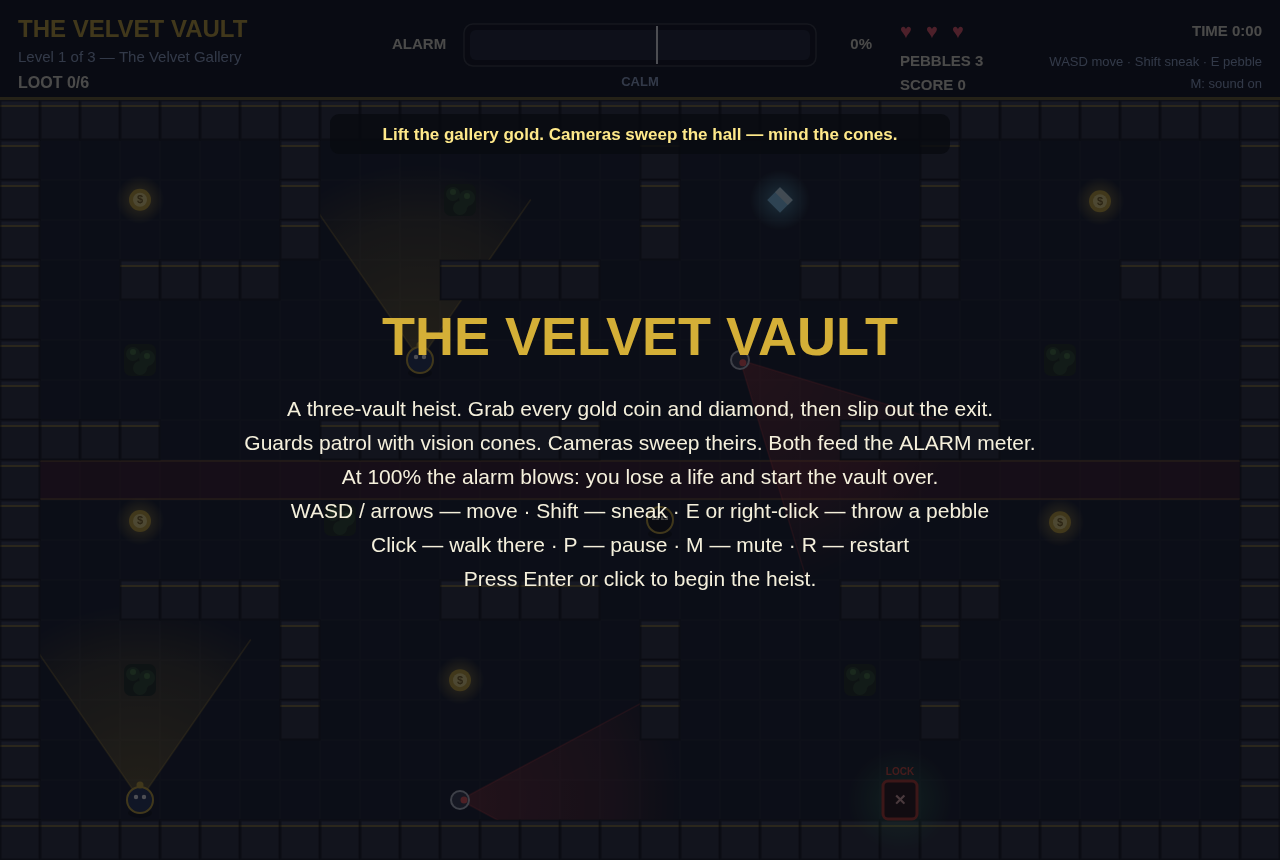 THE VELVET VAULT
Level 1 of 3 — The Velvet Gallery
LOOT 0/6
ALARM
0%
CALM
♥ ♥ ♥
PEBBLES 3
SCORE 0
TIME 0:00
WASD move · Shift sneak · E pebble
M: sound on
Lift the gallery gold. Cameras sweep the hall — mind the cones.
$
$
THE VELVET VAULT
A three-vault heist. Grab every gold coin and diamond, then slip out the exit.
Guards patrol with vision cones. Cameras sweep theirs. Both feed the ALARM meter.
At 100% the alarm blows: you lose a life and start the vault over.
WASD / arrows — move · Shift — sneak · E or right-click — throw a pebble
Click — walk there · P — pause · M — mute · R — restart
Press Enter or click to begin the heist.
$
$
$
LOCK
✕